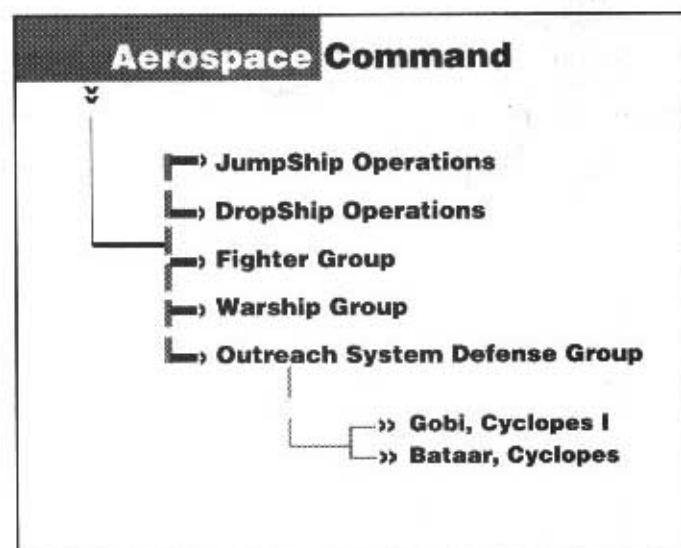 Aerospace Command
JumpShip Operations
DropShip Operations
Fighter Group
Warship Group
Outreach System Defense Group
Gobi, Cyclopes I
Bataar, Cyclopes